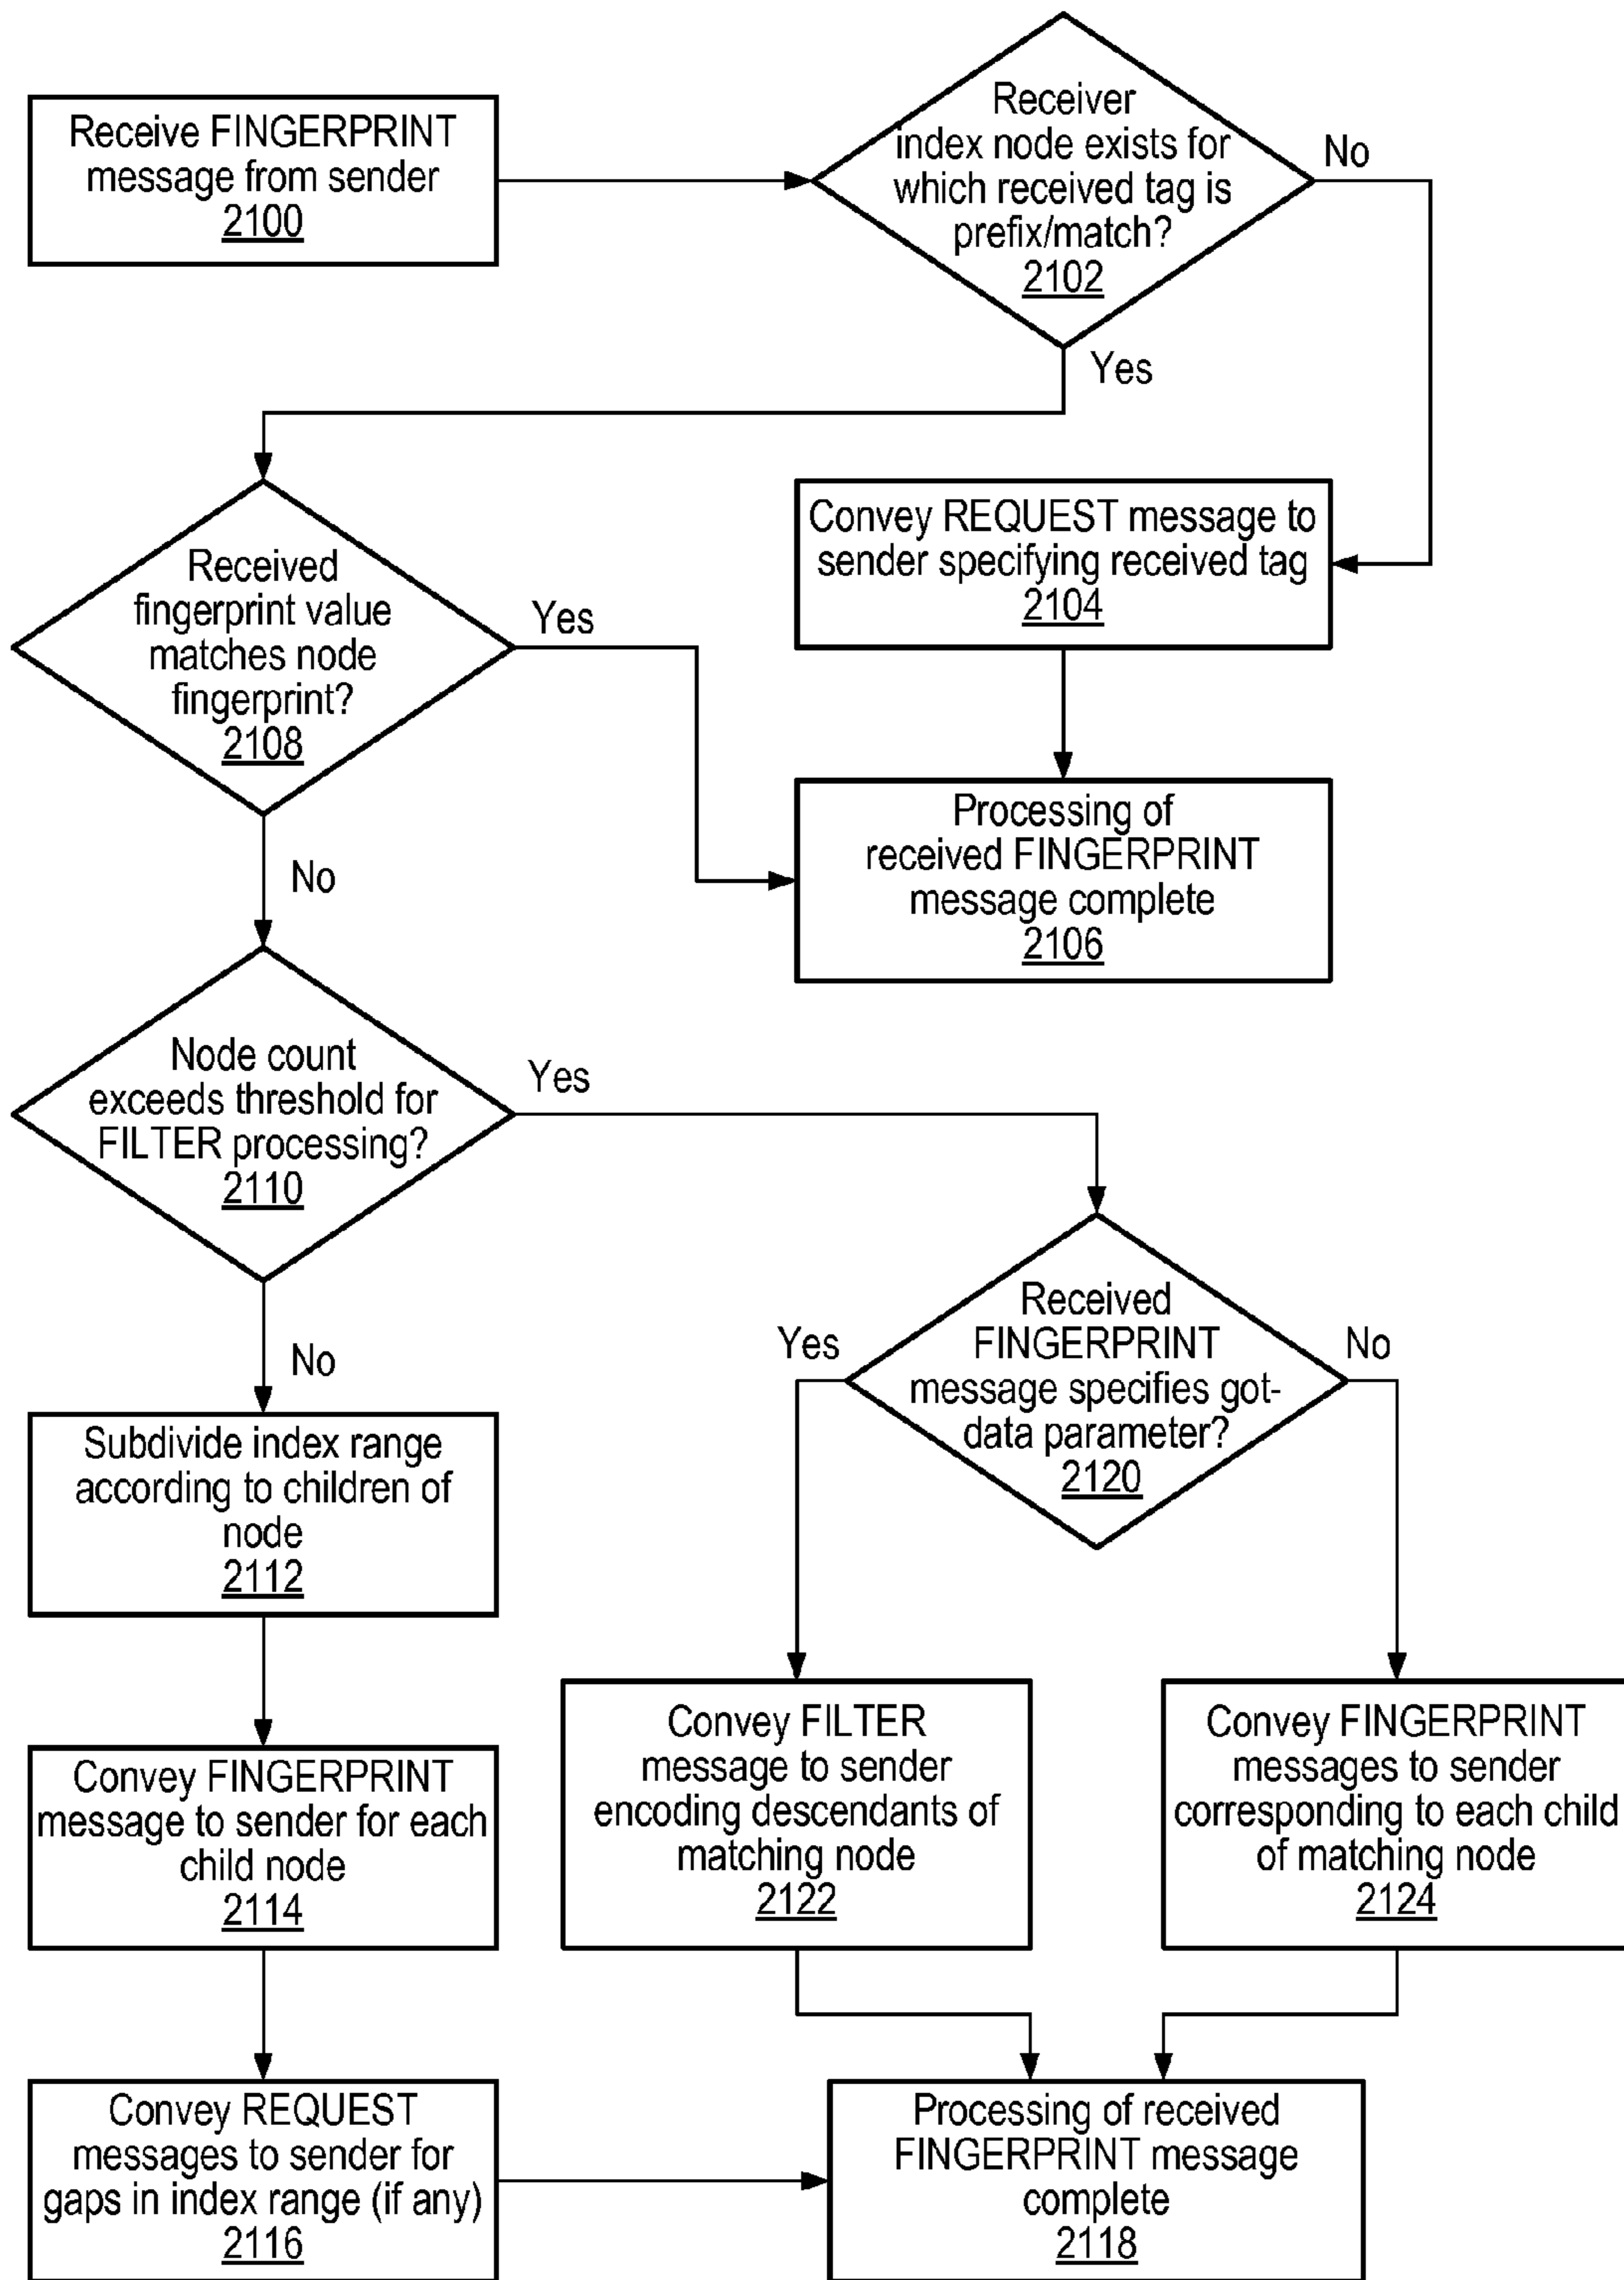 Receive FINGERPRINT
message from sender
2100
Receiver
index node exists for
which received tag is
prefix/match?
2102
No
Yes
Convey REQUEST message to
sender specifying received tag
2104
Received
fingerprint value
matches node
fingerprint?
2108
Yes
No
Processing of
received FINGERPRINT
message complete
2106
Node count
exceeds threshold for
FILTER processing?
2110
Yes
No
Received
FINGERPRINT
message specifies got-
data parameter?
2120
Yes
No
Subdivide index range
according to children of
node
2112
Convey FINGERPRINT
message to sender for each
child node
2114
Convey FILTER
message to sender
encoding descendants of
matching node
2122
Convey FINGERPRINT
messages to sender
corresponding to each child
of matching node
2124
Convey REQUEST
messages to sender for
gaps in index range (if any)
2116
Processing of received
FINGERPRINT message
complete
2118